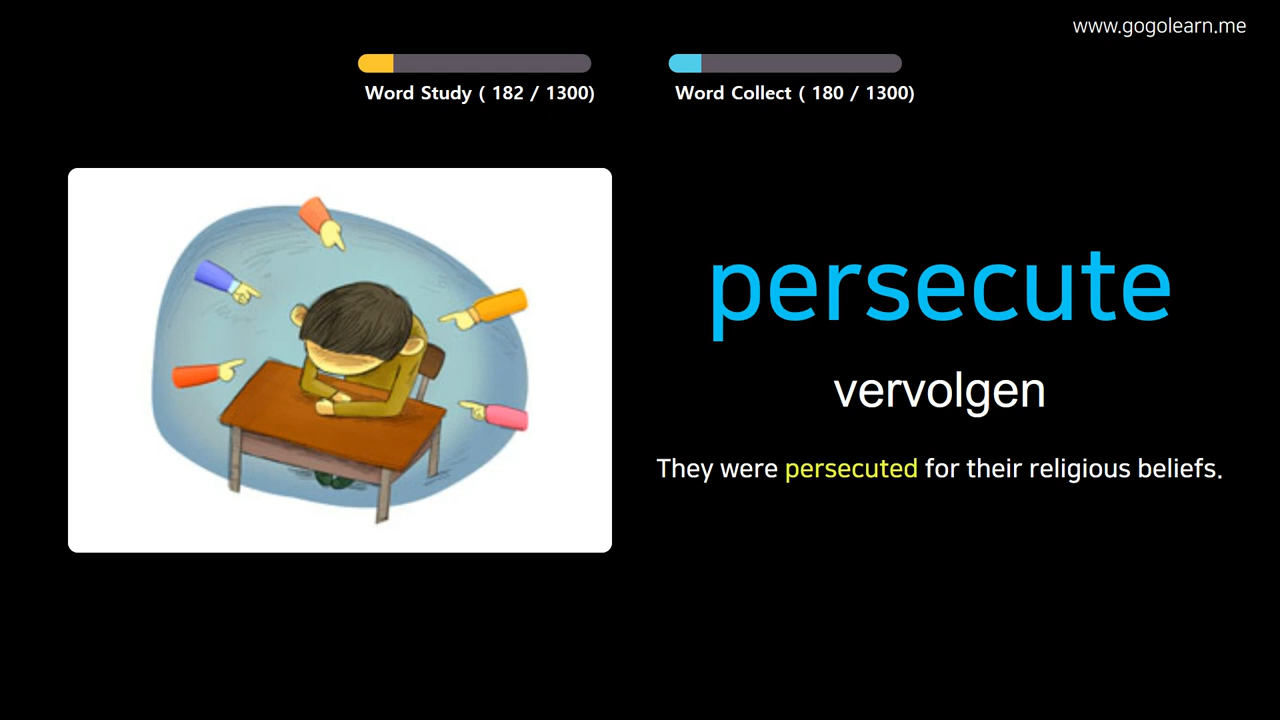 www.gogolearn.me
Word Study ( 182 / 1300)
Word Collect ( 180 / 1300)
persecute
vervolgen
They were persecuted for their religious beliefs.